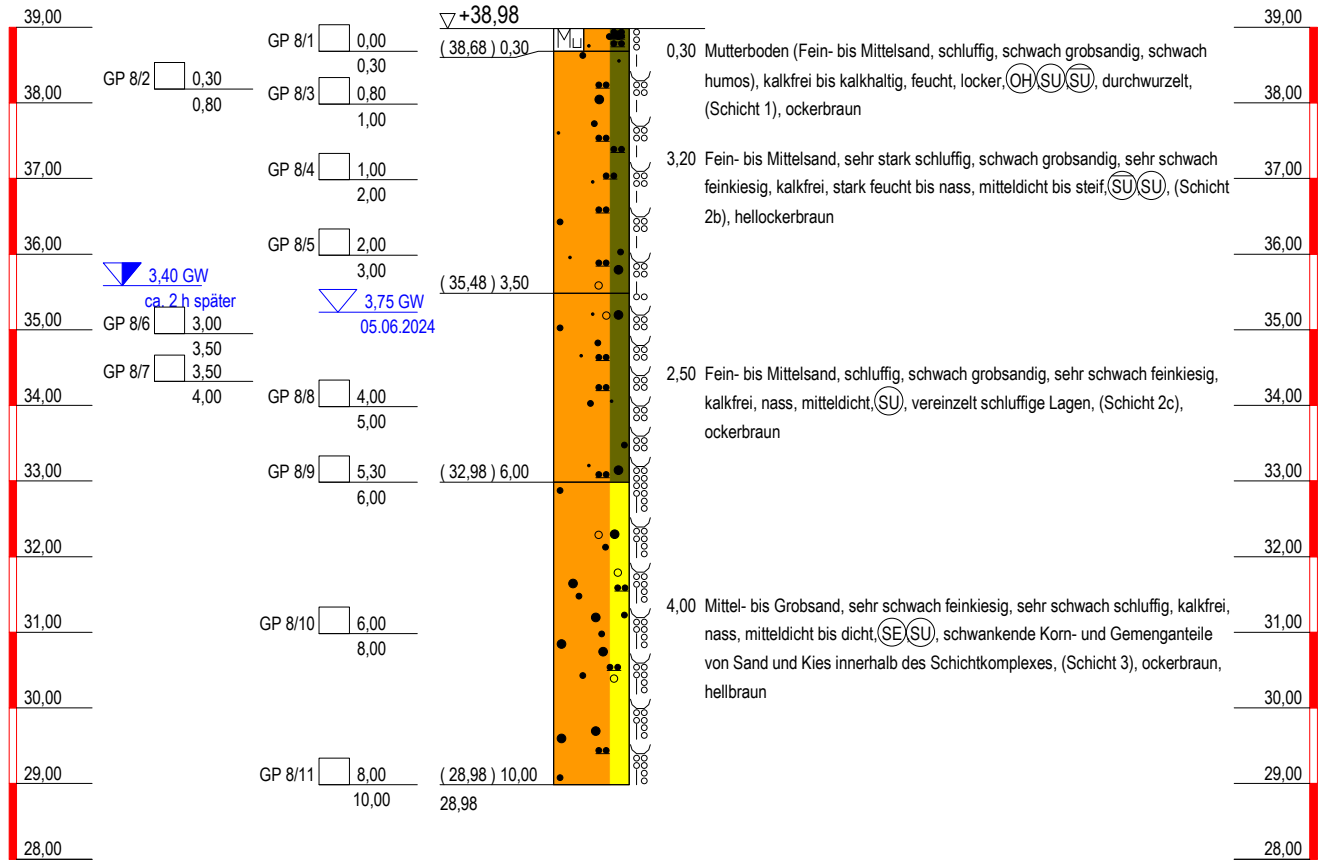 39,00
38,00
37,00
36,00
35,00
34,00
33,00
32,00
31,00
30,00
29,00
28,00
GP 8/2 0,30
0,80
3,40 GW
ca. 2 h später
GP 8/6 3,00
3,50
GP 8/7 3,50
4,00
GP 8/1 0,00
0,30
GP 8/3 0,80
1,00
GP 8/4 1,00
2,00
GP 8/5 2,00
3,00
3,75 GW
05.06.2024
GP 8/8 4,00
5,00
GP 8/9 5,30
6,00
GP 8/10 6,00
8,00
GP 8/11 8,00
10,00
+38,98
Mu
( 38,68 ) 0,30
( 35,48 ) 3,50
( 32,98 ) 6,00
( 28,98 ) 10,00
28,98
0,30 Mutterboden (Fein- bis Mittelsand, schluffig, schwach grobsandig, schwach
humos), kalkfrei bis kalkhaltig, feucht, locker, OH SU S̅U̅, durchwurzelt,
(Schicht 1), ockerbraun
3,20 Fein- bis Mittelsand, sehr stark schluffig, schwach grobsandig, sehr schwach
feinkiesig, kalkfrei, stark feucht bis nass, mitteldicht bis steif, S̅U̅ SU, (Schicht
2b), hellockerbraun
2,50 Fein- bis Mittelsand, schluffig, schwach grobsandig, sehr schwach feinkiesig,
kalkfrei, nass, mitteldicht, SU, vereinzelt schluffige Lagen, (Schicht 2c),
ockerbraun
4,00 Mittel- bis Grobsand, sehr schwach feinkiesig, sehr schwach schluffig, kalkfrei,
nass, mitteldicht bis dicht, SE SU, schwankende Korn- und Gemenganteile
von Sand und Kies innerhalb des Schichtkomplexes, (Schicht 3), ockerbraun,
hellbraun
39,00
38,00
37,00
36,00
35,00
34,00
33,00
32,00
31,00
30,00
29,00
28,00